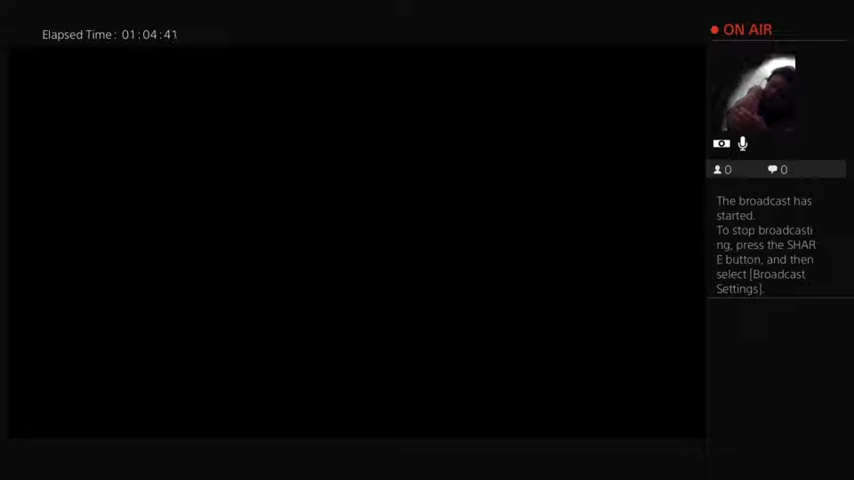 Elapsed Time: 01:04:41
ON AIR
0 0
The broadcast has
started.
To stop broadcasti
ng, press the SHAR
E button, and then
select [Broadcast
Settings].